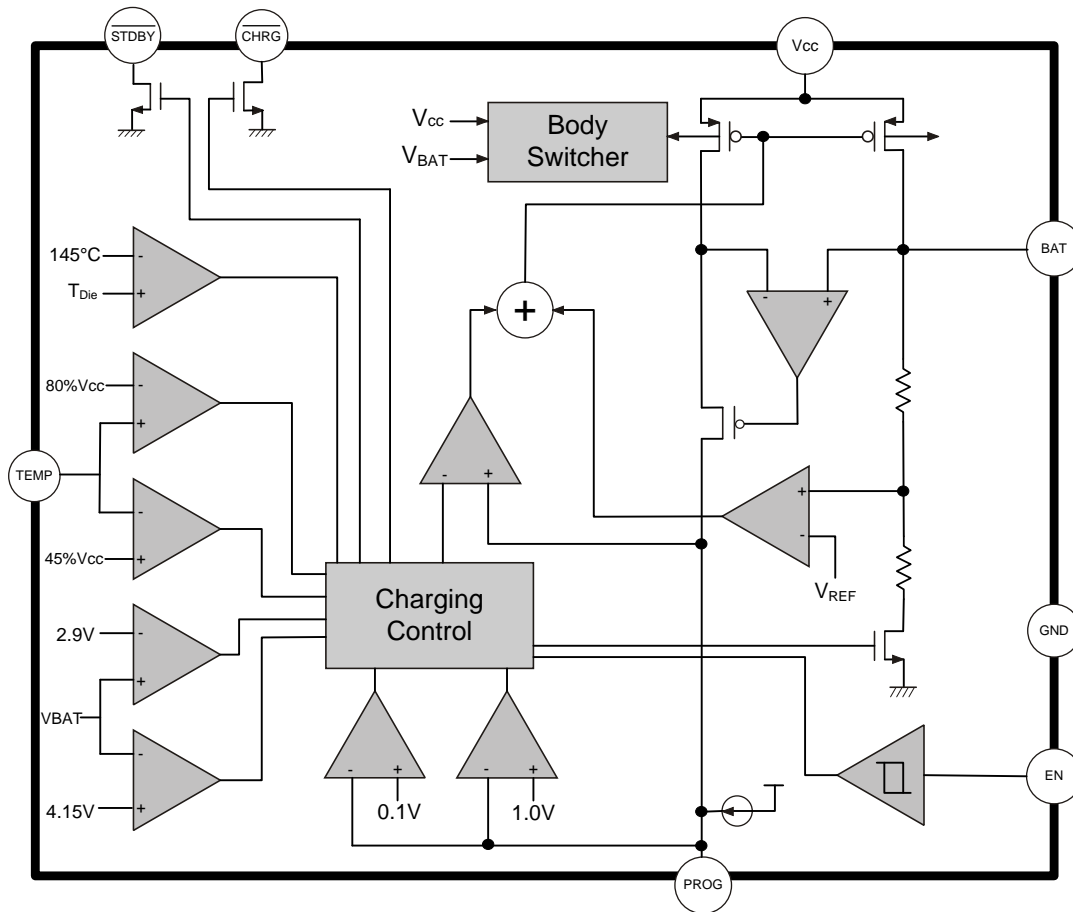 STDBY
CHRG
Vcc
Vcc
VBAT
Body
Switcher
BAT
145°C
TDie
-
+
-
+
+
80%Vcc
-
+
TEMP
-
+
45%Vcc
-
+
+
-
VREF
Charging
Control
GND
2.9V
-
+
VBAT
-
+
4.15V
-
+
-
+
0.1V
1.0V
EN
PROG